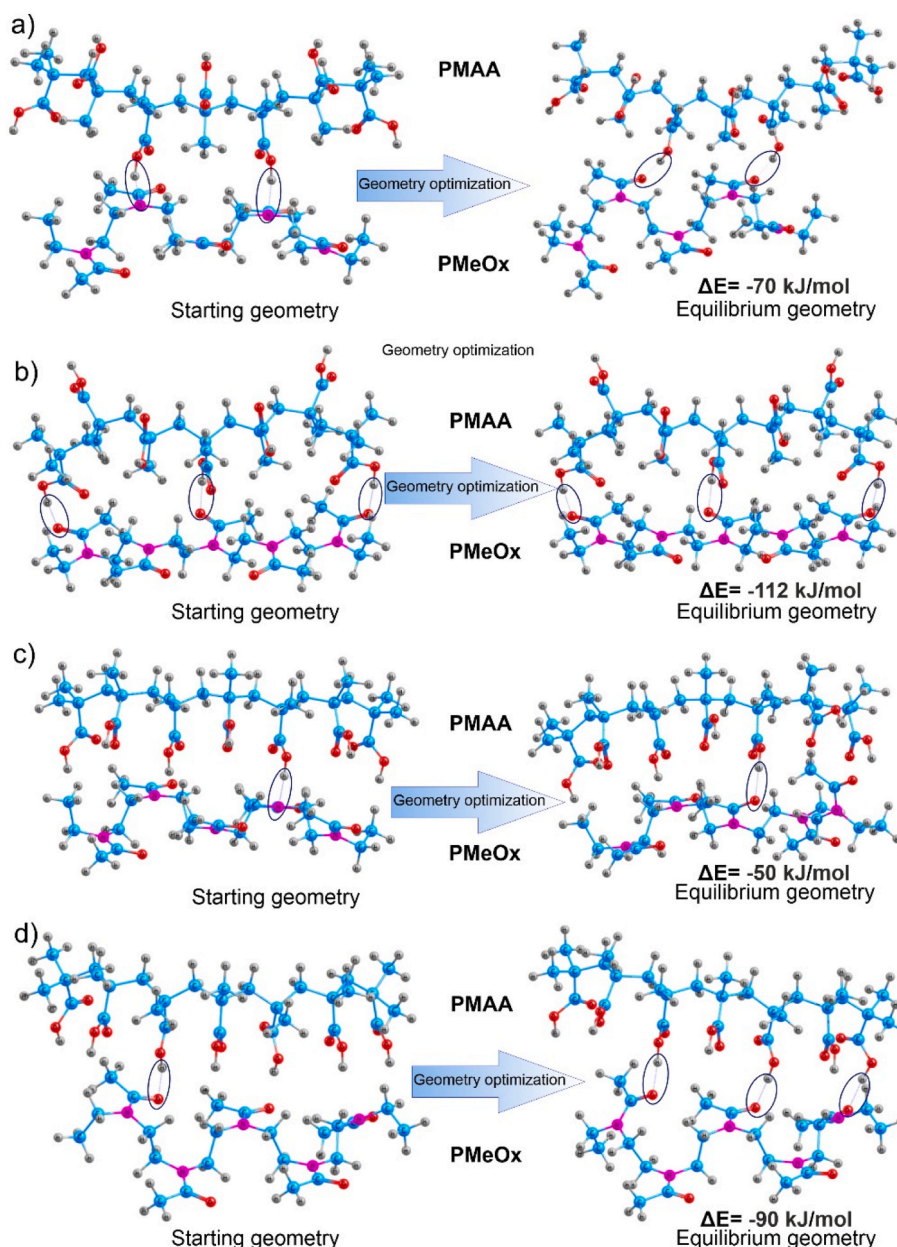 a)
PMAA
Geometry optimization
PMeOx
Starting geometry
ΔE= -70 kJ/mol
Equilibrium geometry
Geometry optimization
b)
PMAA
Geometry optimization
PMeOx
Starting geometry
ΔE= -112 kJ/mol
Equilibrium geometry
c)
PMAA
Geometry optimization
PMeOx
Starting geometry
ΔE= -50 kJ/mol
Equilibrium geometry
d)
PMAA
Geometry optimization
PMeOx
Starting geometry
ΔE= -90 kJ/mol
Equilibrium geometry